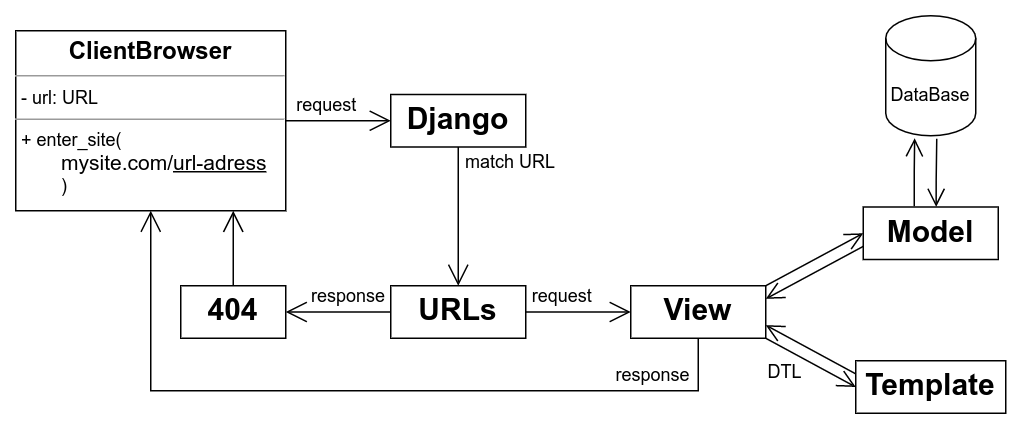 ClientBrowser
- url: URL
+ enter_site(
mysite.com/url-adress
)
request
Django
match URL
DataBase
Model
404
response
URLs
request
View
response
DTL
Template